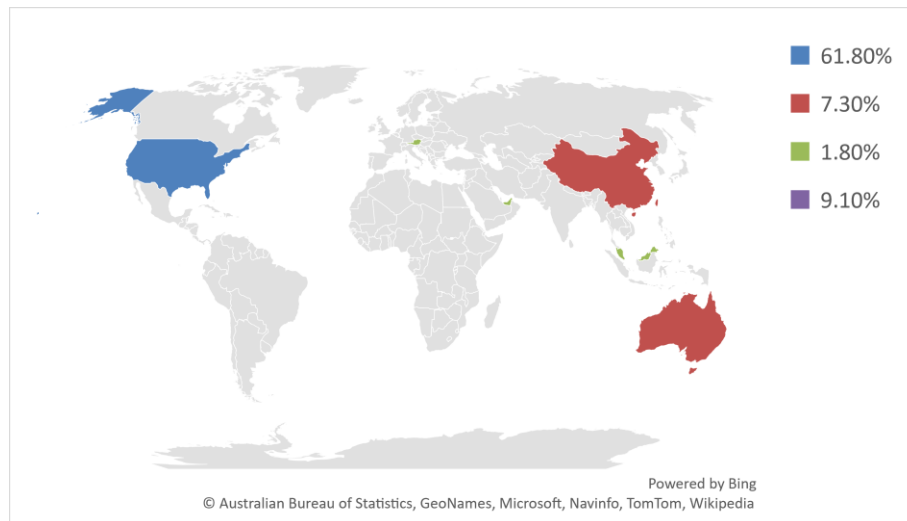 61.80%
7.30%
1.80%
9.10%
Powered by Bing
© Australian Bureau of Statistics, GeoNames, Microsoft, Navinfo, TomTom, Wikipedia